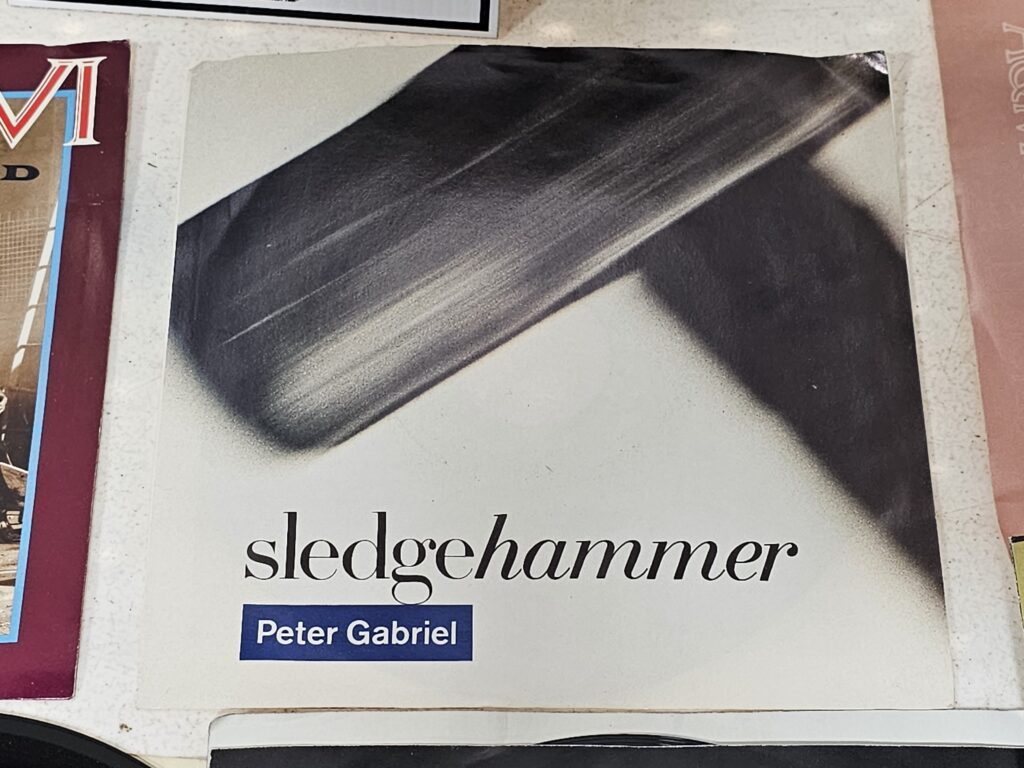 sledgehammer
Peter Gabriel
M
D